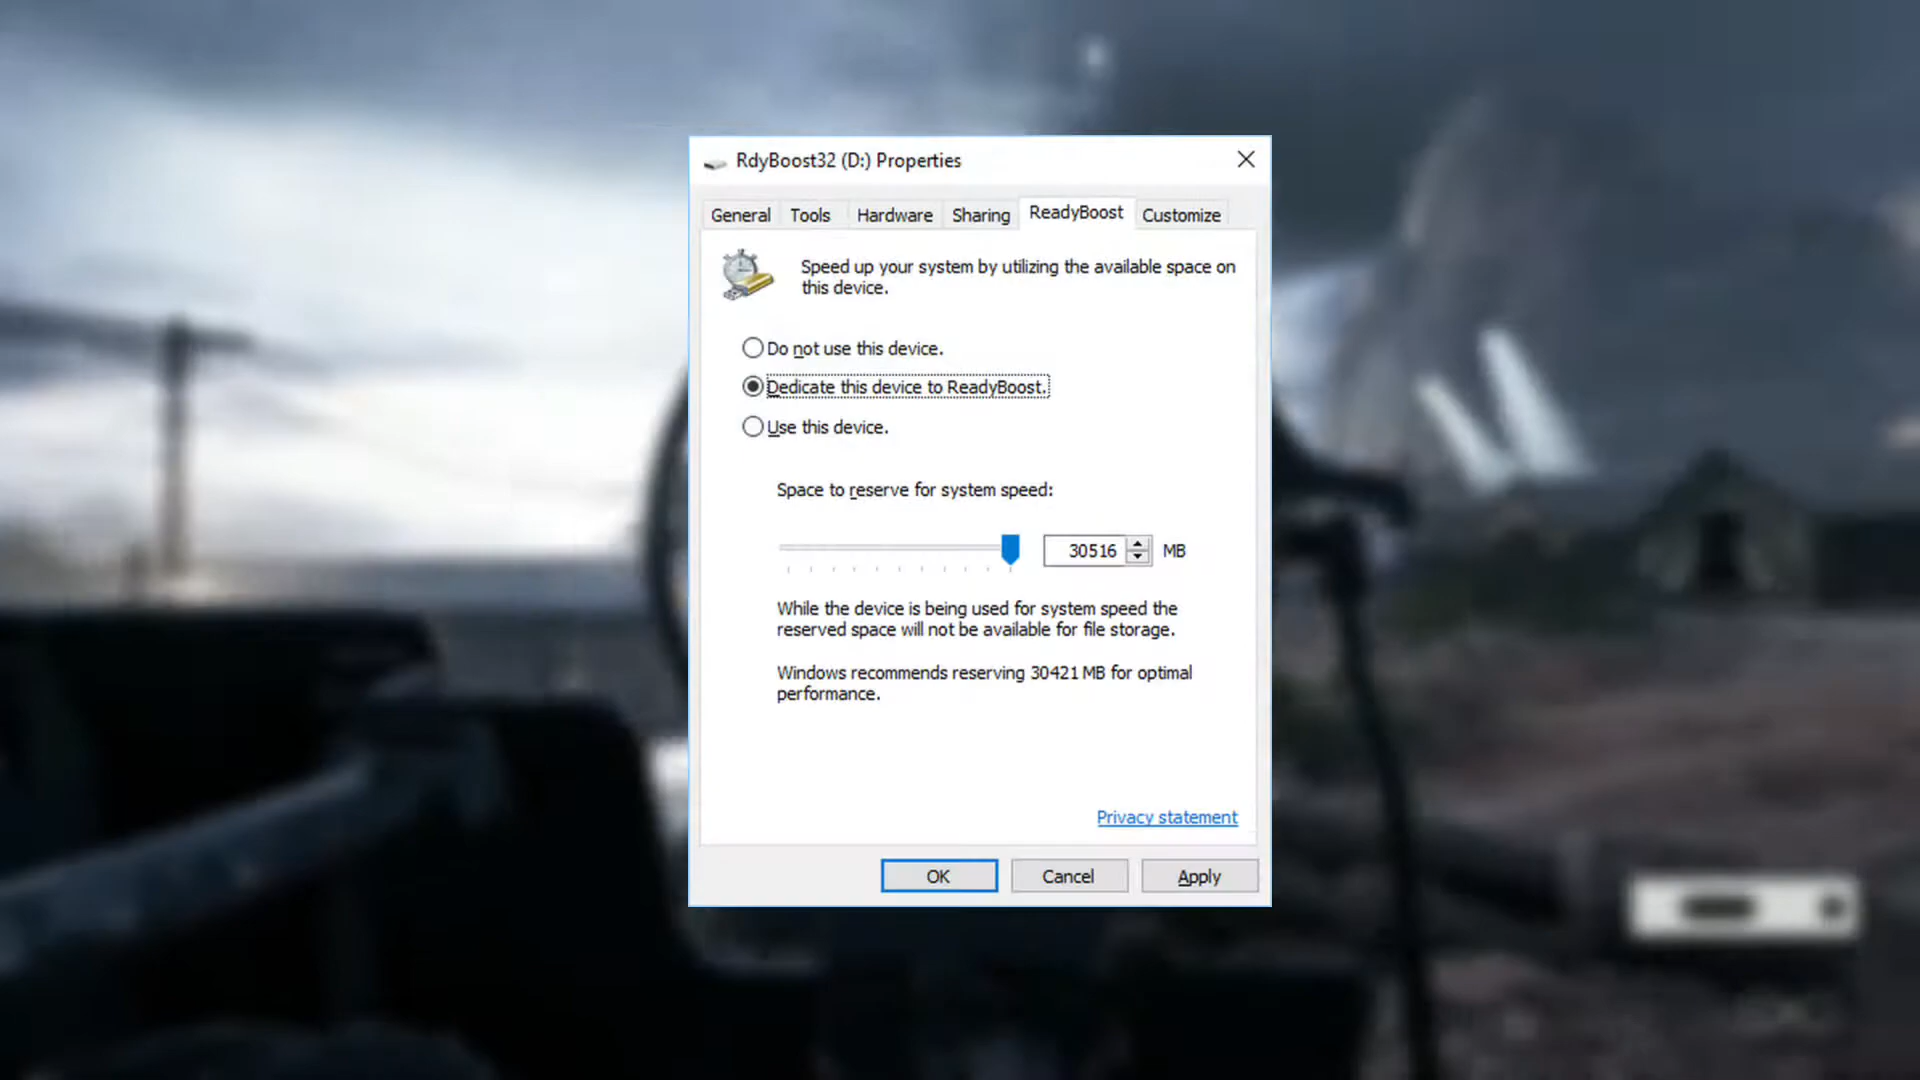 RdyBoost32 (D:) Properties
General Tools Hardware Sharing ReadyBoost Customize
Speed up your system by utilizing the available space on
this device.
Do not use this device.
Dedicate this device to ReadyBoost.
Use this device.
Space to reserve for system speed:
30516 MB
While the device is being used for system speed the
reserved space will not be available for file storage.
Windows recommends reserving 30421 MB for optimal
performance.
Privacy statement
OK Cancel Apply